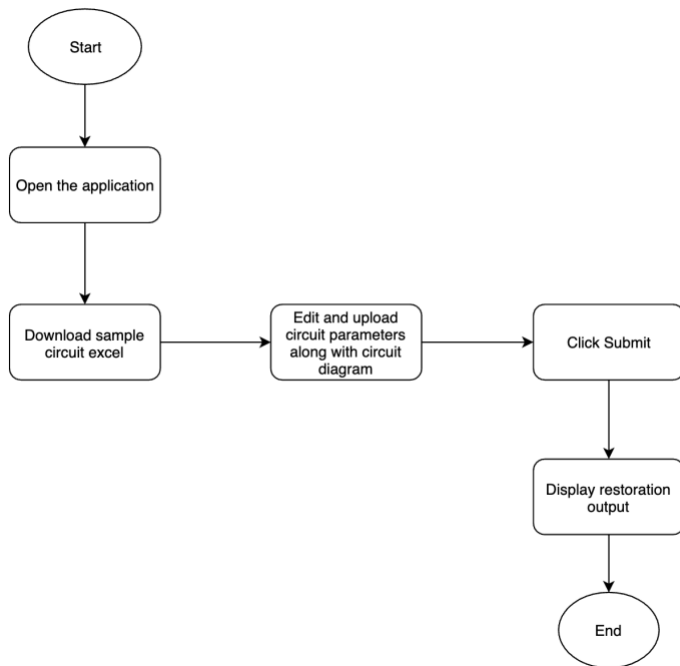 Start
Open the application
Download sample
circuit excel
Edit and upload
circuit parameters
along with circuit
diagram
Click Submit
Display restoration
output
End